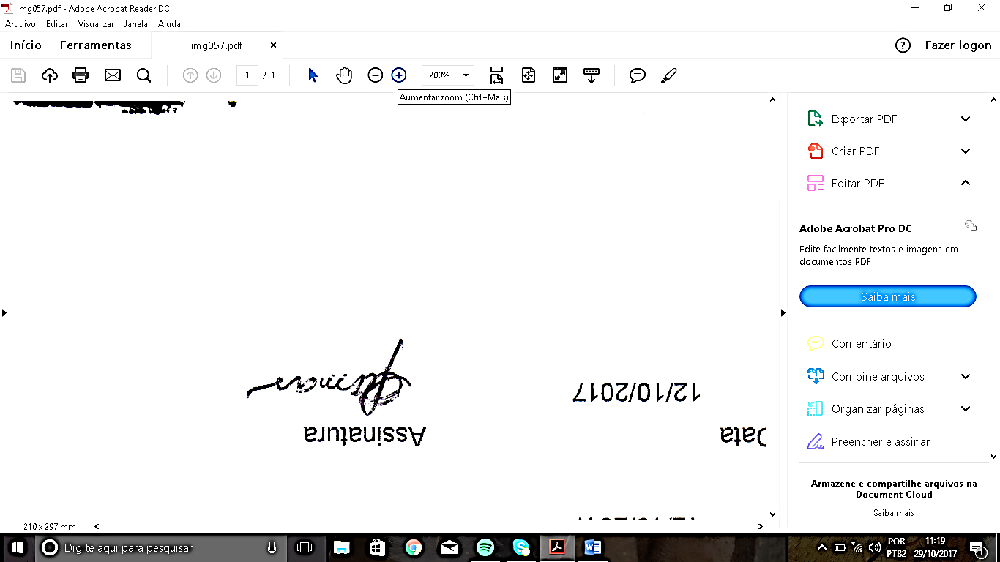 img057.pdf - Adobe Acrobat Reader DC
Arquivo Editar Visualizar Janela Ajuda
Início Ferramentas img057.pdf × Fazer logon
1 / 1 200%
Aumentar zoom (Ctrl+Mais)
Exportar PDF
Criar PDF
Editar PDF
Adobe Acrobat Pro DC
Edite facilmente textos e imagens em
documentos PDF
Saiba mais
Comentário
Combine arquivos
Organizar páginas
Preencher e assinar
Armazene e compartilhe arquivos na
Document Cloud
Saiba mais
12/10/2017
Assinatura
Data
210 x 297 mm
Digite aqui para pesquisar
POR
PTB2
11:19
29/10/2017
1